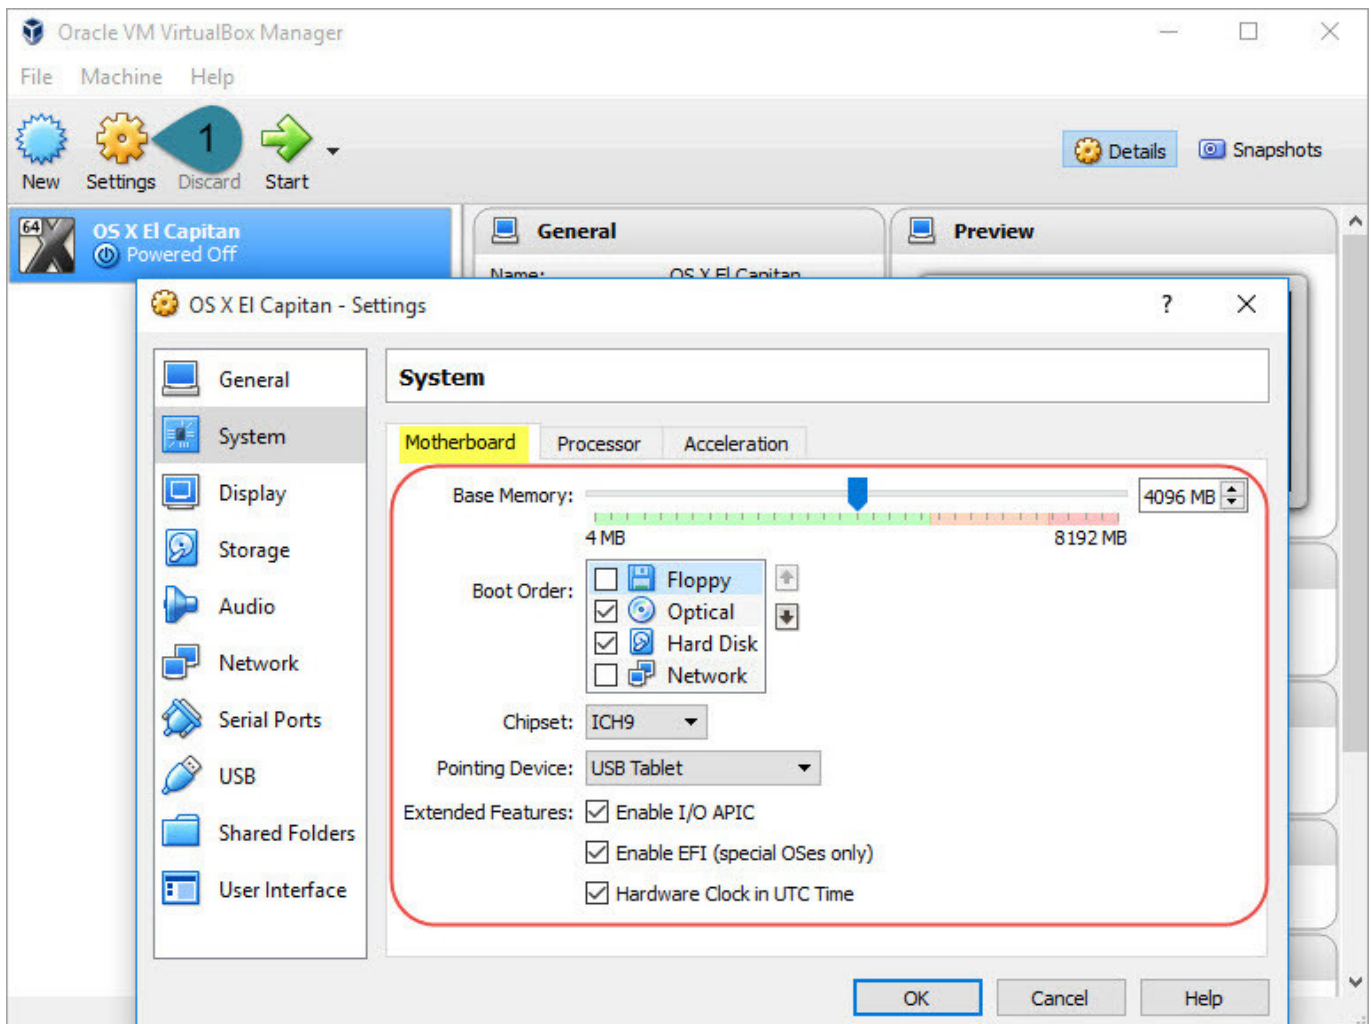 Oracle VM VirtualBox Manager
File Machine Help
1
New Settings Discard Start
Details Snapshots
64
OS X El Capitan
Powered Off
General
Preview
Name: OS X El Capitan
OS X El Capitan - Settings
?
General
System
Display
Storage
Audio
Network
Serial Ports
USB
Shared Folders
User Interface
System
Motherboard Processor Acceleration
Base Memory: 4096 MB
4 MB 8192 MB
Boot Order: Floppy
Optical
Hard Disk
Network
Chipset: ICH9
Pointing Device: USB Tablet
Extended Features: Enable I/O APIC
Enable EFI (special OSes only)
Hardware Clock in UTC Time
OK Cancel Help